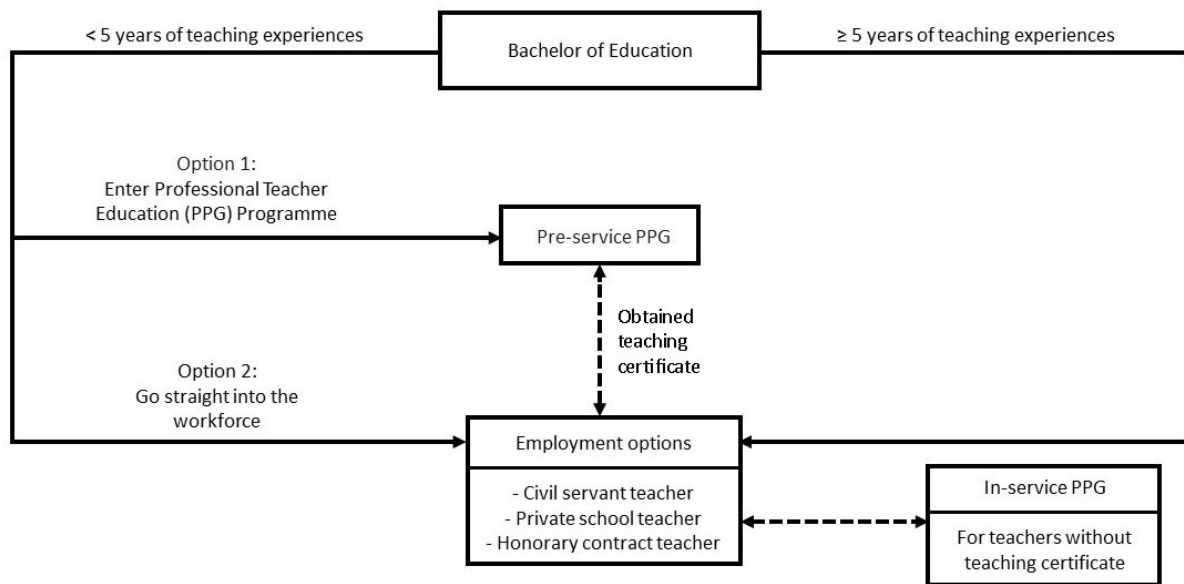 < 5 years of teaching experiences
Bachelor of Education
≥ 5 years of teaching experiences
Option 1:
Enter Professional Teacher
Education (PPG) Programme
Pre-service PPG
Obtained
teaching
certificate
Option 2:
Go straight into the
workforce
Employment options
- Civil servant teacher
- Private school teacher
- Honorary contract teacher
In-service PPG
For teachers without
teaching certificate